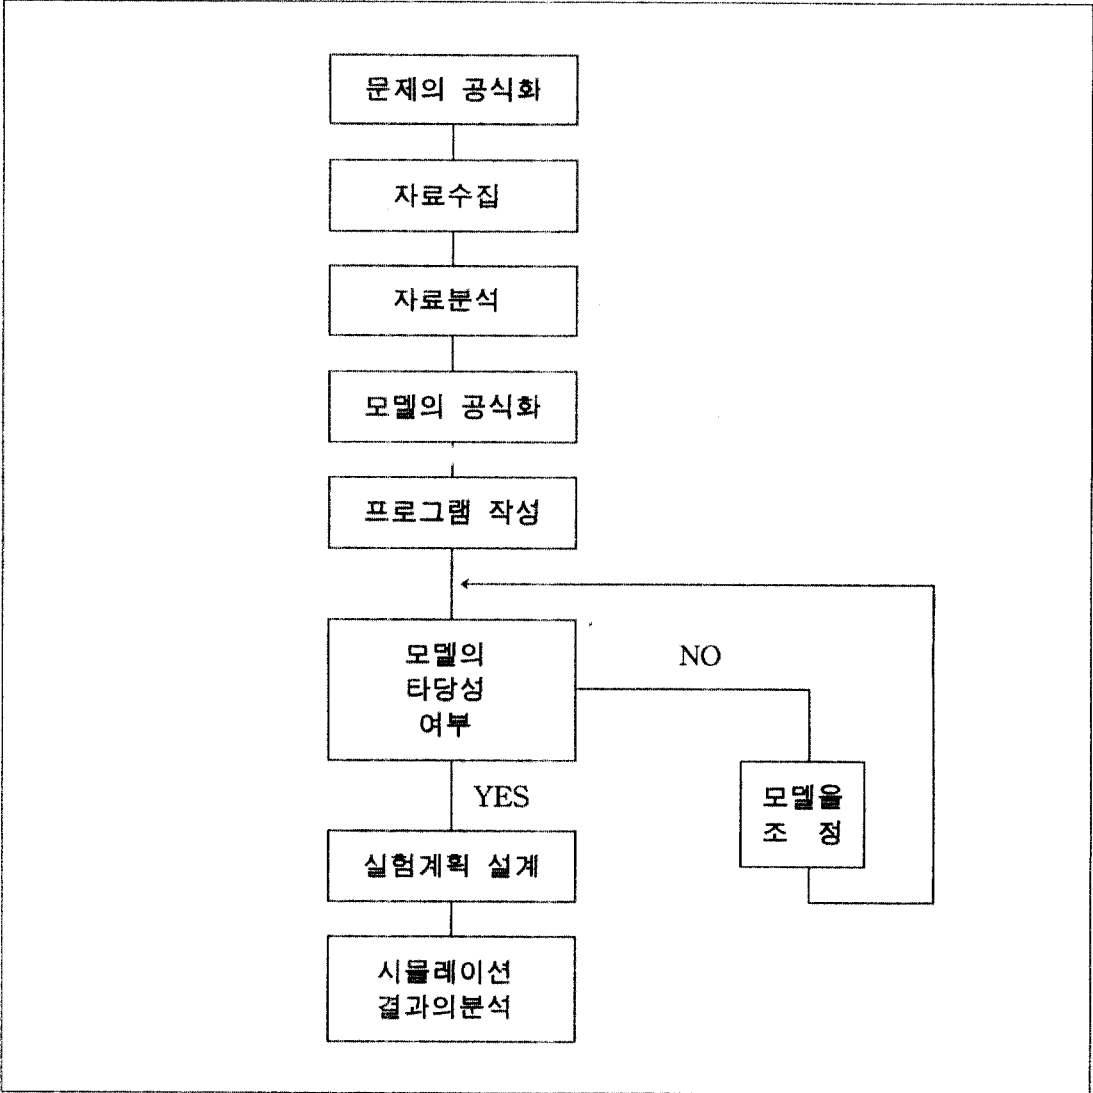 문제의 공식화
자료수집
자료분석
모델의 공식화
프로그램 작성
모델의
타당성
여부
NO
YES
모델을
조 정
실험계획 설계
시뮬레이션
결과의분석